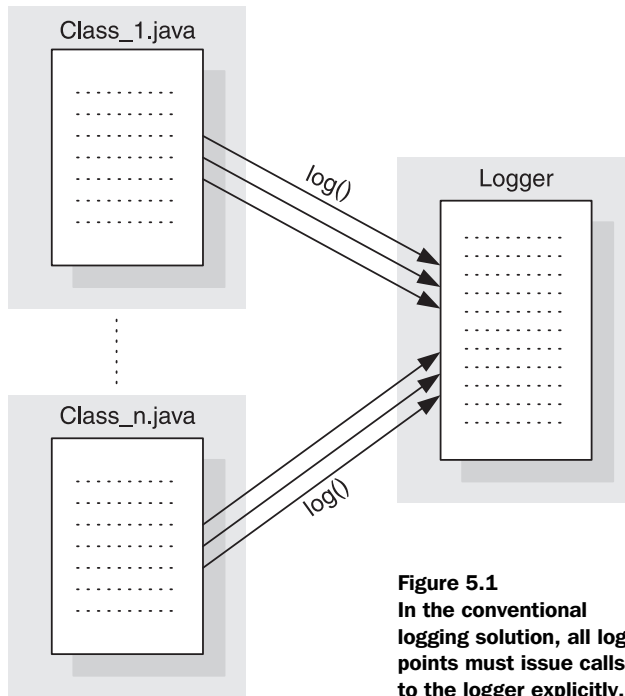 Class_1.java
log()
Logger
Class_n.java
log()
Figure 5.1
In the conventional
logging solution, all log
points must issue calls
to the logger explicitly.